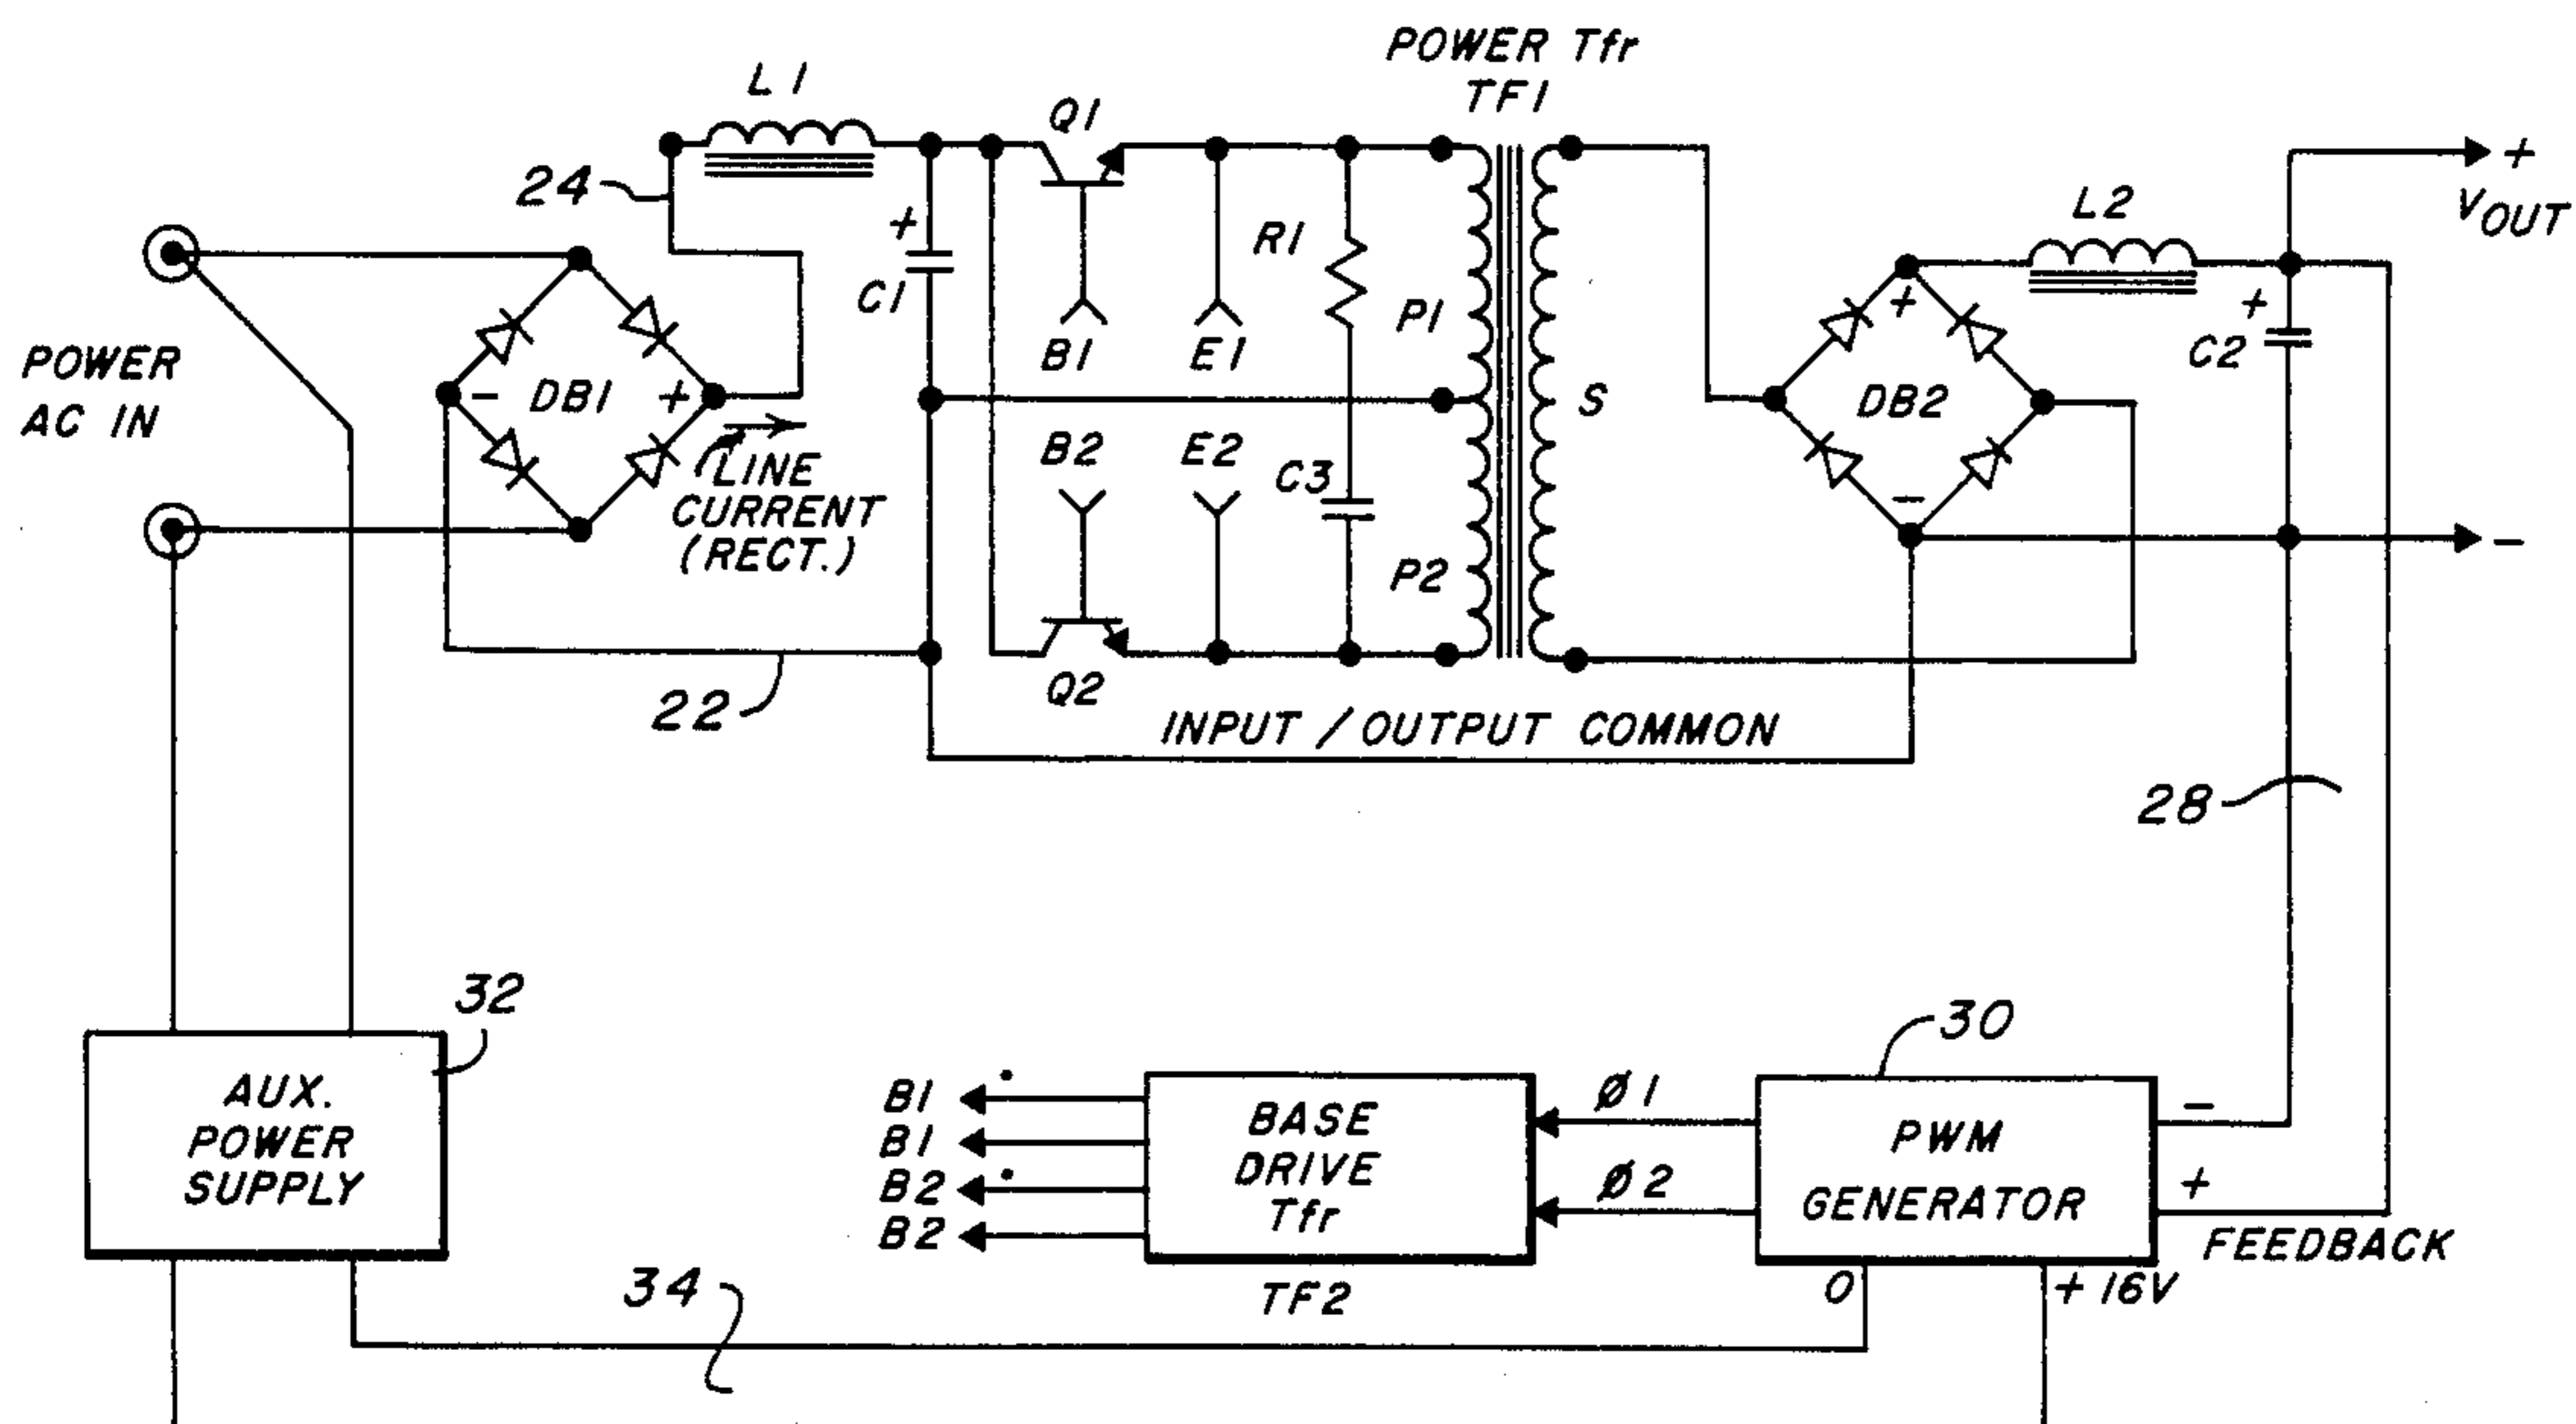 POWER Tfr
TF1
L1
Q1
24
+
VOUT
L2
+
R1
C1
P1
+
+
C2
POWER
AC IN
B1
E1
-
DB1
+
S
DB2
B2
E2
C3
LINE
CURRENT
(RECT.)
-
-
P2
22
Q2
INPUT / OUTPUT COMMON
28
32
30
AUX.
POWER
SUPPLY
B1
B1
B2
B2
BASE
DRIVE
Tfr
TF2
Ø1
Ø2
PWM
GENERATOR
-
+
FEEDBACK
34
0
+16V